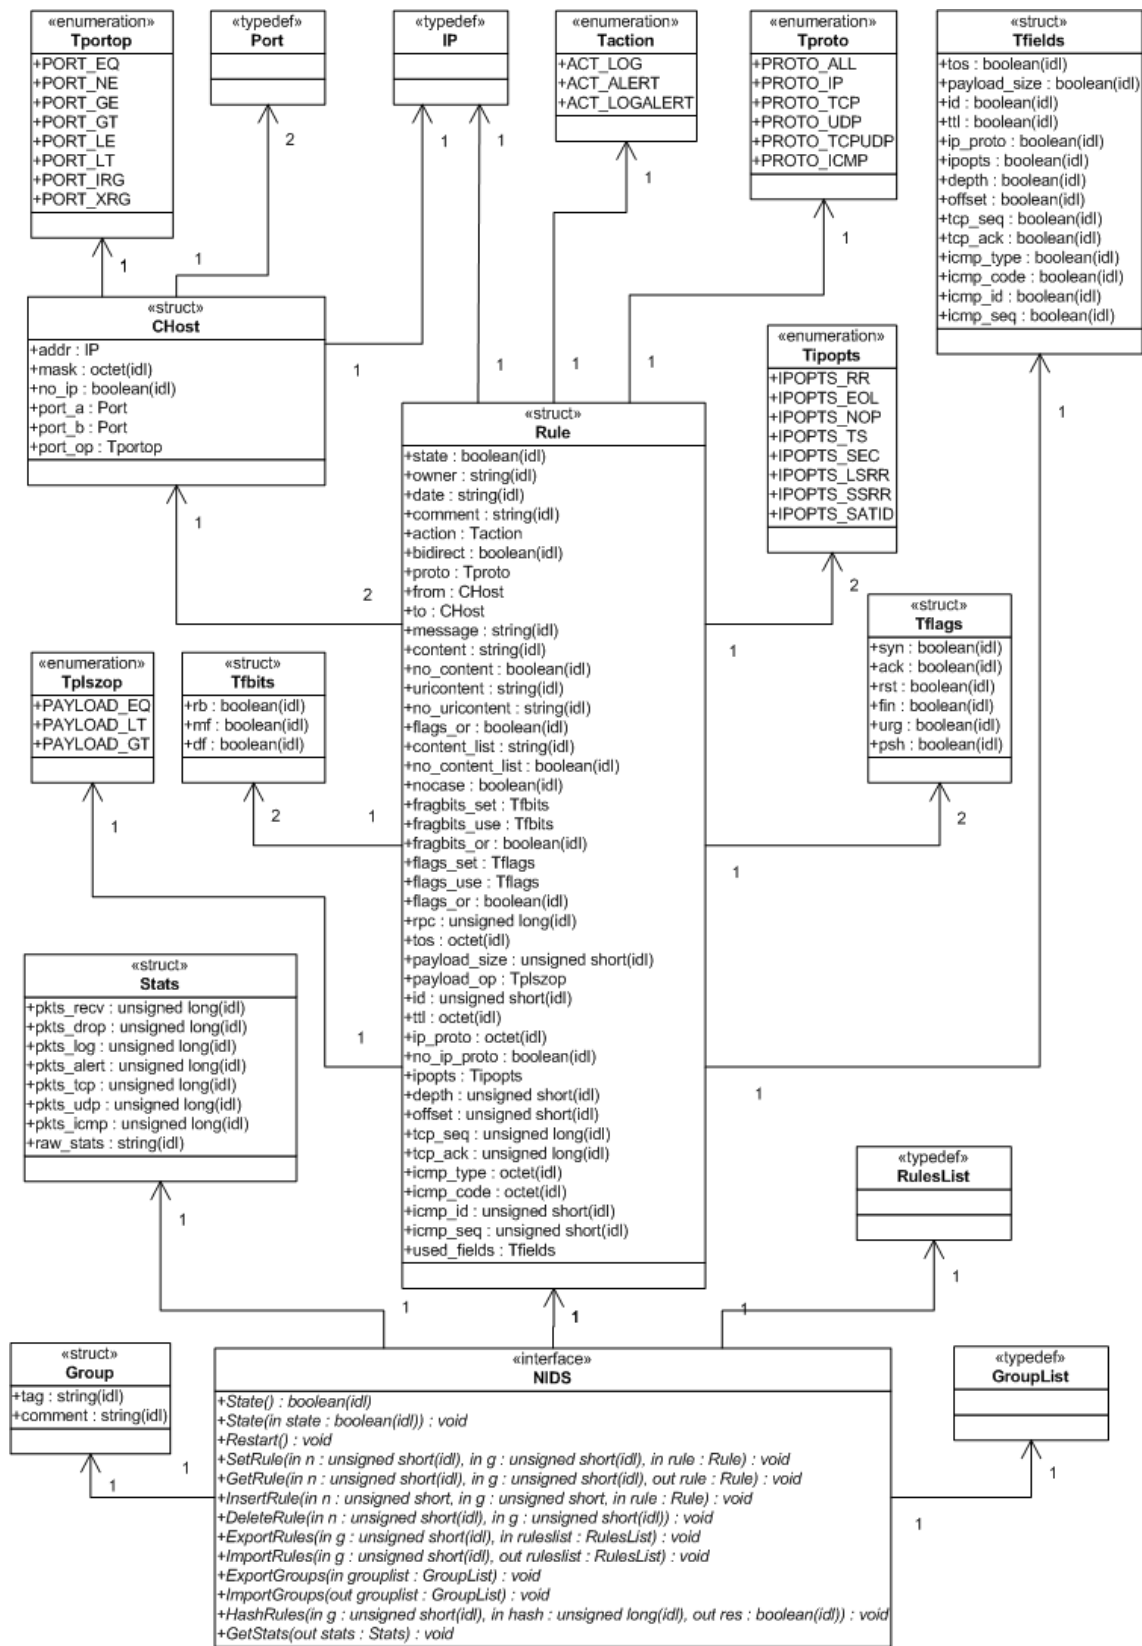 «enumeration»
Tportop
+PORT_EQ
+PORT_NE
+PORT_GE
+PORT_GT
+PORT_LE
+PORT_LT
+PORT_IRG
+PORT_XRG
«typedef»
Port
«typedef»
IP
«enumeration»
Taction
+ACT_LOG
+ACT_ALERT
+ACT_LOGALERT
«enumeration»
Tproto
+PROTO_ALL
+PROTO_IP
+PROTO_TCP
+PROTO_UDP
+PROTO_TCPUDP
+PROTO_ICMP
«struct»
Tfields
+tos : boolean(idl)
+payload_size : boolean(idl)
+id : boolean(idl)
+ttl : boolean(idl)
+ip_proto : boolean(idl)
+ipopts : boolean(idl)
+depth : boolean(idl)
+offset : boolean(idl)
+tcp_seq : boolean(idl)
+tcp_ack : boolean(idl)
+icmp_type : boolean(idl)
+icmp_code : boolean(idl)
+icmp_id : boolean(idl)
+icmp_seq : boolean(idl)
2
1
1
1
1
1
1
«struct»
CHost
+addr : IP
+mask : octet(idl)
+no_ip : boolean(idl)
+port_a : Port
+port_b : Port
+port_op : Tportop
1
1
1
1
«enumeration»
Tipopts
+IPOPTS_RR
+IPOPTS_EOL
+IPOPTS_NOP
+IPOPTS_TS
+IPOPTS_SEC
+IPOPTS_LSRR
+IPOPTS_SSRR
+IPOPTS_SATID
1
«struct»
Rule
+state : boolean(idl)
+owner : string(idl)
+date : string(idl)
+comment : string(idl)
+action : Taction
+bidirect : boolean(idl)
+proto : Tproto
+from : CHost
+to : CHost
+message : string(idl)
+content : string(idl)
+no_content : boolean(idl)
+uricontent : string(idl)
+no_uricontent : string(idl)
+flags_or : boolean(idl)
+content_list : string(idl)
+no_content_list : boolean(idl)
+nocase : boolean(idl)
+fragbits_set : Tfbits
+fragbits_use : Tfbits
+fragbits_or : boolean(idl)
+flags_set : Tflags
+flags_use : Tflags
+flags_or : boolean(idl)
+rpc : unsigned long(idl)
+tos : octet(idl)
+payload_size : unsigned short(idl)
+payload_op : Tplszop
+id : unsigned short(idl)
+ttl : octet(idl)
+ip_proto : octet(idl)
+no_ip_proto : boolean(idl)
+ipopts : Tipopts
+depth : unsigned short(idl)
+offset : unsigned short(idl)
+tcp_seq : unsigned long(idl)
+tcp_ack : unsigned long(idl)
+icmp_type : octet(idl)
+icmp_code : octet(idl)
+icmp_id : unsigned short(idl)
+icmp_seq : unsigned short(idl)
+used_fields : Tfields
1
2
2
1
«struct»
Tflags
+syn : boolean(idl)
+ack : boolean(idl)
+rst : boolean(idl)
+fin : boolean(idl)
+urg : boolean(idl)
+psh : boolean(idl)
«enumeration»
Tplszop
+PAYLOAD_EQ
+PAYLOAD_LT
+PAYLOAD_GT
«struct»
Tfbits
+rb : boolean(idl)
+mf : boolean(idl)
+df : boolean(idl)
1
2
1
2
1
«struct»
Stats
+pkts_recv : unsigned long(idl)
+pkts_drop : unsigned long(idl)
+pkts_log : unsigned long(idl)
+pkts_alert : unsigned long(idl)
+pkts_tcp : unsigned long(idl)
+pkts_udp : unsigned long(idl)
+pkts_icmp : unsigned long(idl)
+raw_stats : string(idl)
1
1
«typedef»
RulesList
1
1
1
1
1
«struct»
Group
+tag : string(idl)
+comment : string(idl)
«interface»
NIDS
+State() : boolean(idl)
+State(in state : boolean(idl)) : void
+Restart() : void
+SetRule(in n : unsigned short(idl), in g : unsigned short(idl), in rule : Rule) : void
+GetRule(in n : unsigned short(idl), in g : unsigned short(idl), out rule : Rule) : void
+InsertRule(in n : unsigned short, in g : unsigned short, in rule : Rule) : void
+DeleteRule(in n : unsigned short(idl), in g : unsigned short(idl)) : void
+ExportRules(in g : unsigned short(idl), in ruleslist : RulesList) : void
+ImportRules(in g : unsigned short(idl), out ruleslist : RulesList) : void
+ExportGroups(in grouplist : GroupList) : void
+ImportGroups(out grouplist : GroupList) : void
+HashRules(in g : unsigned short(idl), in hash : unsigned long(idl), out res : boolean(idl)) : void
+GetStats(out stats : Stats) : void
«typedef»
GroupList
1
1
1
1